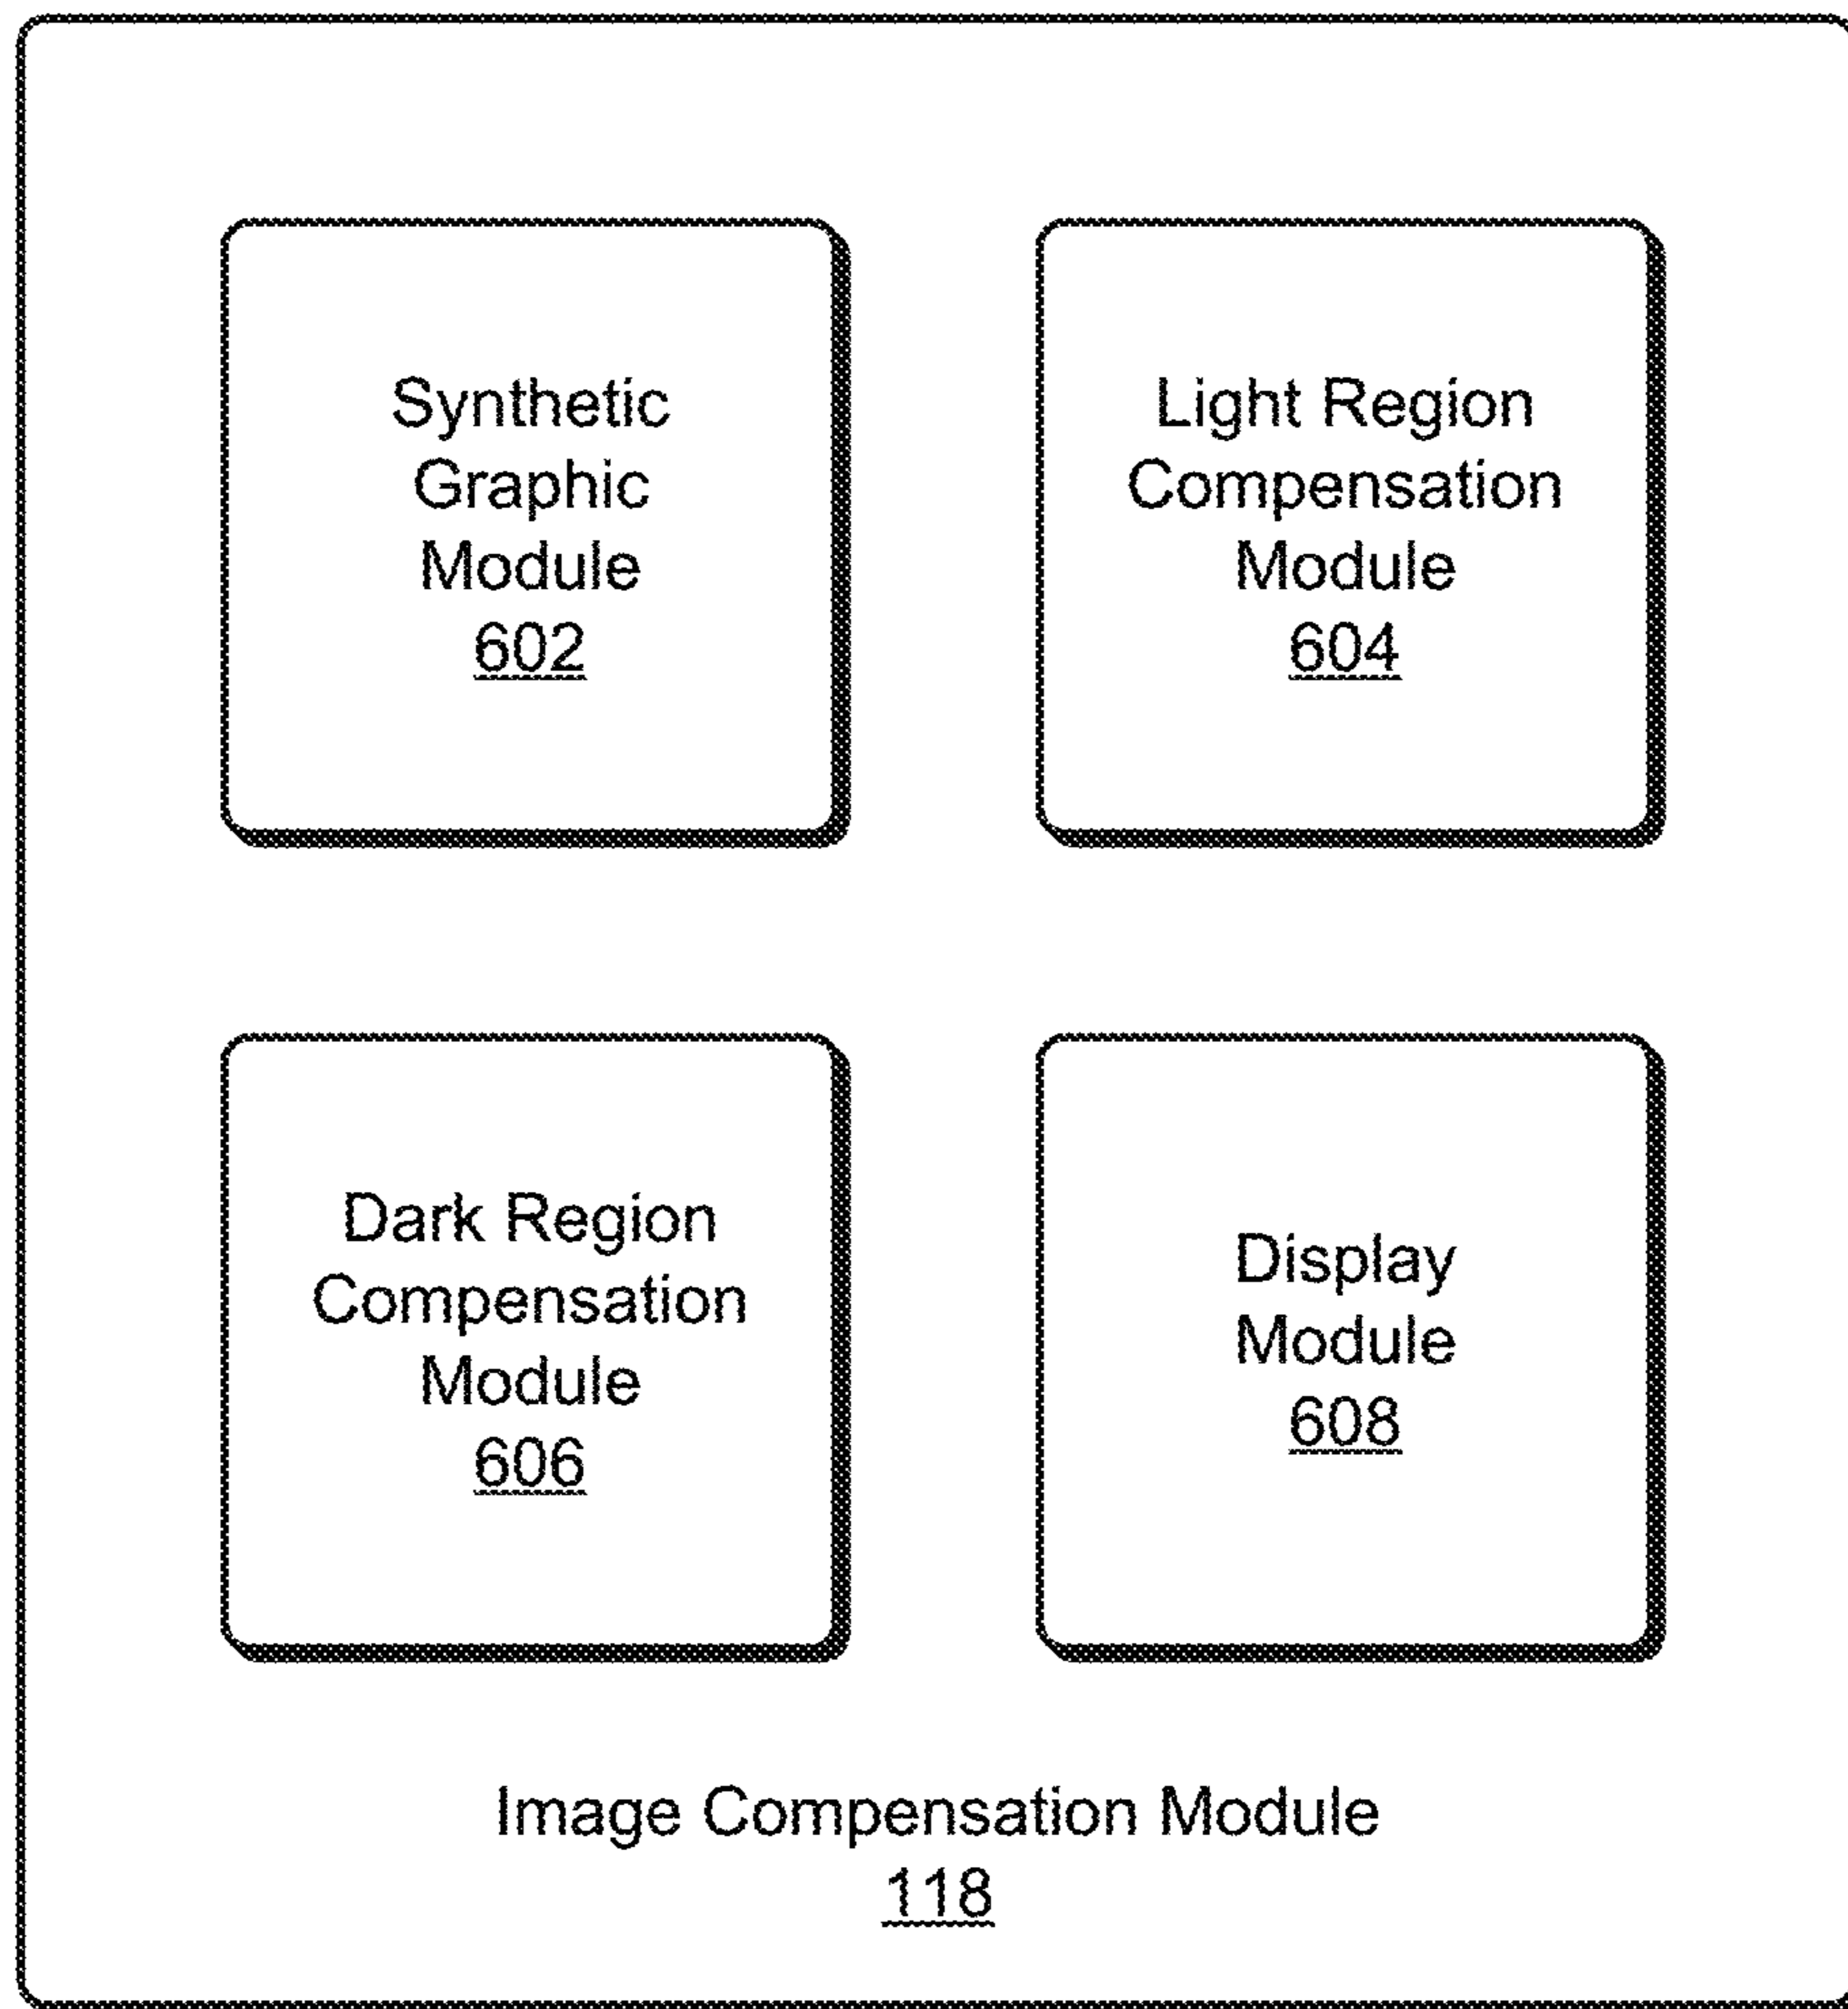 Synthetic
Graphic
Module
602
Light Region
Compensation
Module
604
Dark Region
Compensation
Module
606
Display
Module
608
Image Compensation Module
118